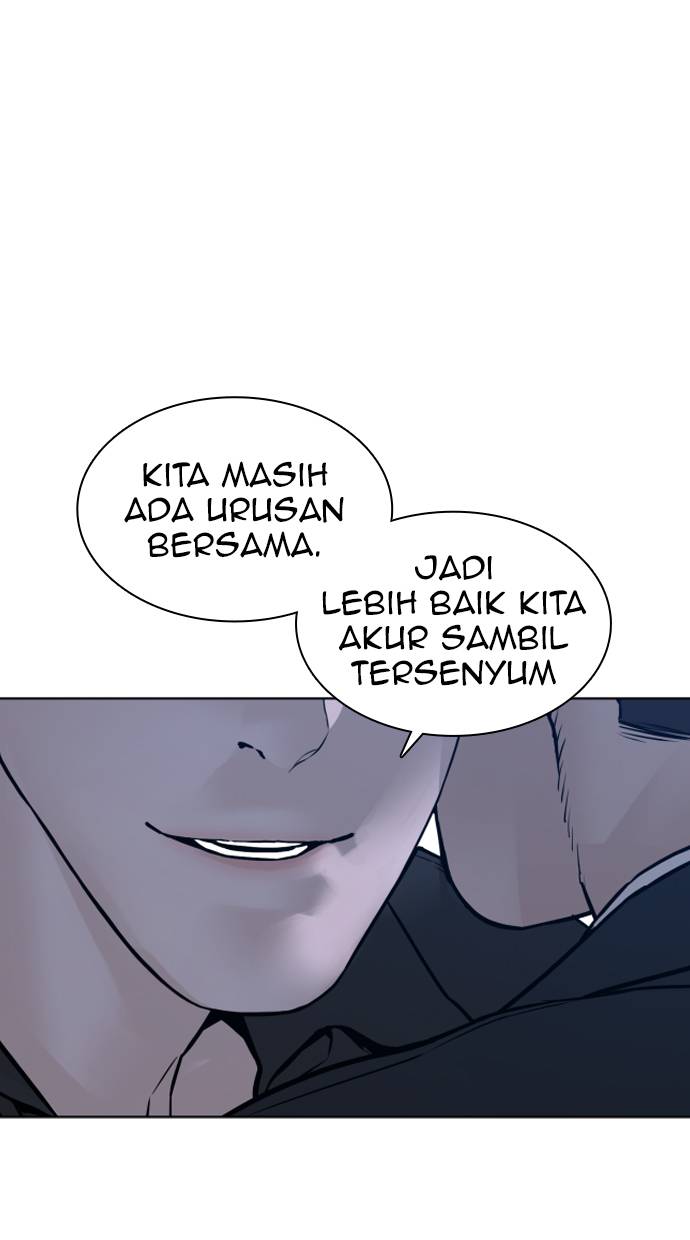 KITA MASIH
ADA URUSAN
BERSAMA.
JADI
LEBIH BAIK KITA
AKUR SAMBIL
TERSENYUM